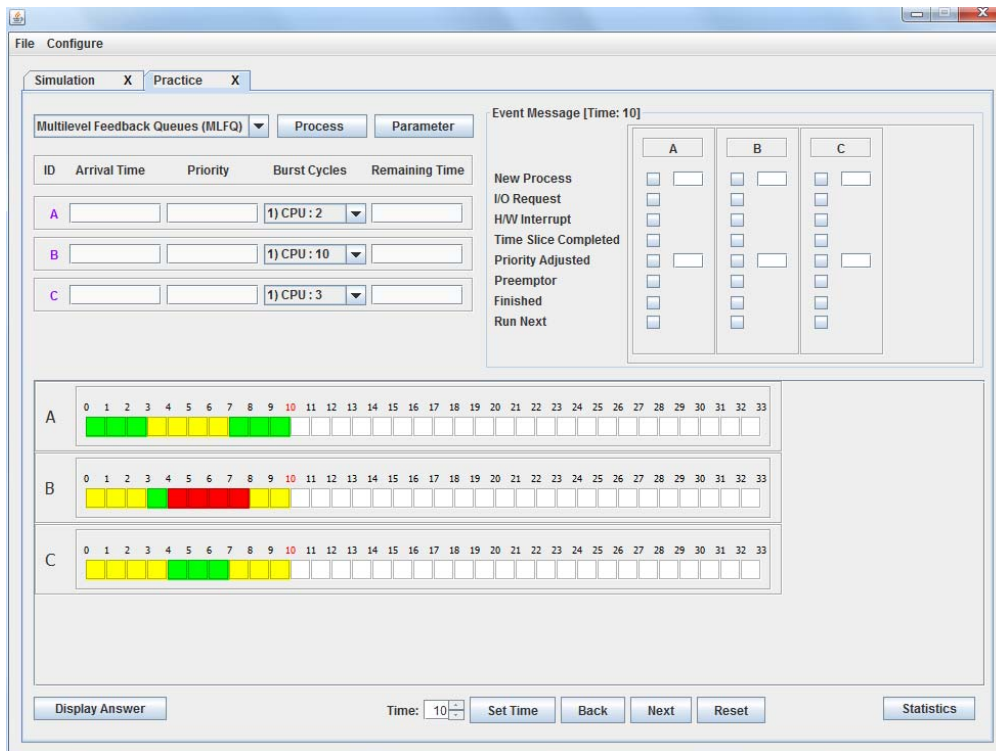 File Configure
Simulation X Practice X
Multilevel Feedback Queues (MLFQ) Process Parameter
ID Arrival Time Priority Burst Cycles Remaining Time
A 1) CPU : 2
B 1) CPU : 10
C 1) CPU : 3
Event Message [Time: 10]
A B C
New Process
I/O Request
H/W Interrupt
Time Slice Completed
Priority Adjusted
Preemptor
Finished
Run Next
0 1 2 3 4 5 6 7 8 9 10 11 12 13 14 15 16 17 18 19 20 21 22 23 24 25 26 27 28 29 30 31 32 33
A
0 1 2 3 4 5 6 7 8 9 10 11 12 13 14 15 16 17 18 19 20 21 22 23 24 25 26 27 28 29 30 31 32 33
B
0 1 2 3 4 5 6 7 8 9 10 11 12 13 14 15 16 17 18 19 20 21 22 23 24 25 26 27 28 29 30 31 32 33
C
Display Answer Time: 10 Set Time Back Next Reset Statistics